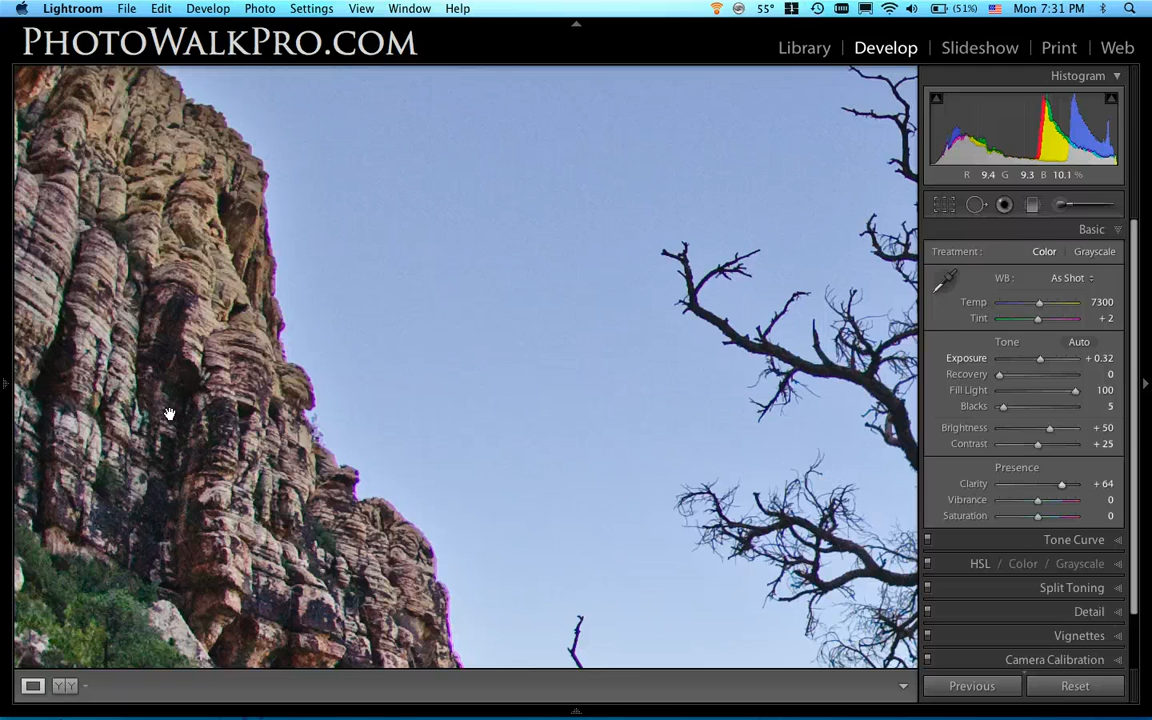 Lightroom File Edit Develop Photo Settings View Window Help 55° (51%) Mon 7:31 PM
PhotoWalkPro.com
Library | Develop | Slideshow | Print | Web
Histogram
R 9.4 G 9.3 B 10.1 %
Basic
Treatment : Color Grayscale
WB : As Shot
Temp 7300
Tint + 2
Tone Auto
Exposure + 0.32
Recovery 0
Fill Light 100
Blacks 5
Brightness + 50
Contrast + 25
Presence
Clarity + 64
Vibrance 0
Saturation 0
Tone Curve
HSL / Color / Grayscale
Split Toning
Detail
Vignettes
Camera Calibration
YY Previous Reset